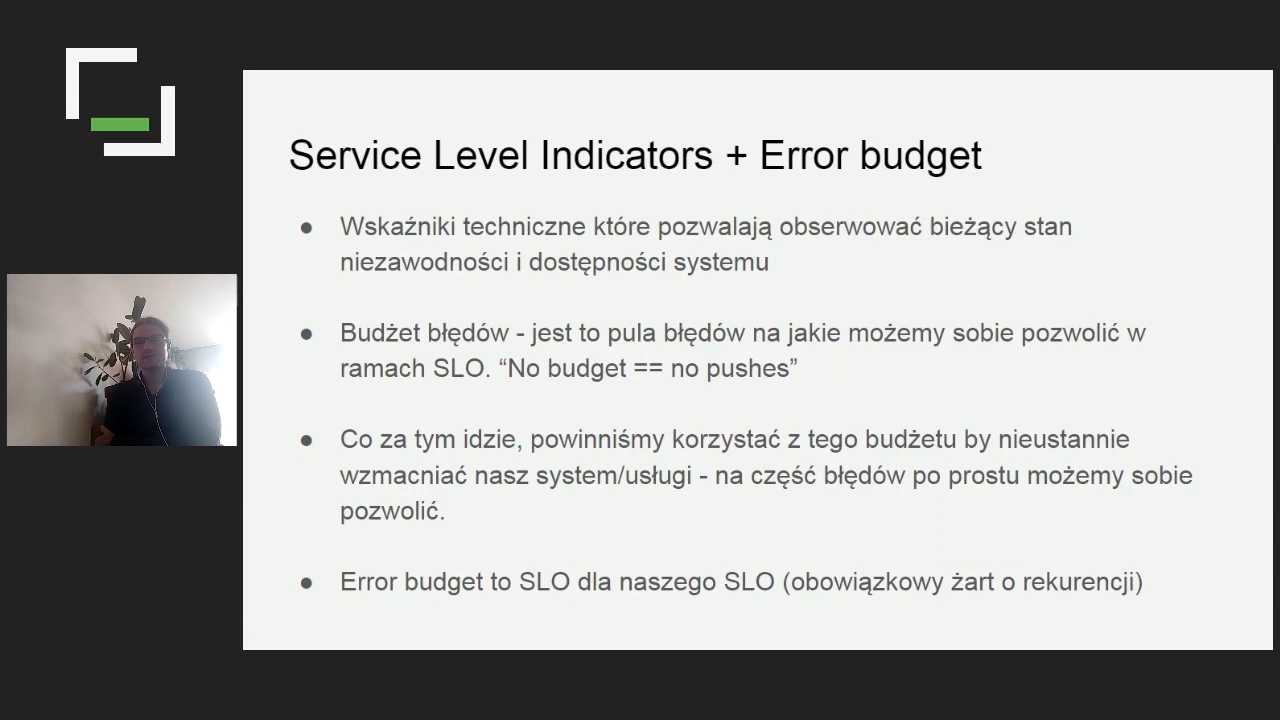 Service Level Indicators + Error budget
● Wskaźniki techniczne które pozwalają obserwować bieżący stan
niezawodności i dostępności systemu
● Budżet błędów - jest to pula błędów na jakie możemy sobie pozwolić w
ramach SLO. “No budget == no pushes”
● Co za tym idzie, powinniśmy korzystać z tego budżetu by nieustannie
wzmacniać nasz system/usługi - na część błędów po prostu możemy sobie
pozwolić.
● Error budget to SLO dla naszego SLO (obowiązkowy żart o rekurencji)